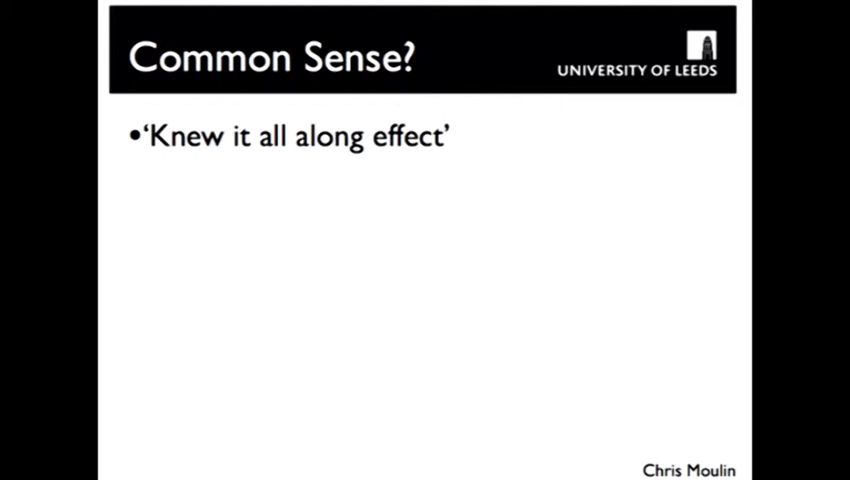 Common Sense?
UNIVERSITY OF LEEDS
•‘Knew it all along effect’
Chris Moulin